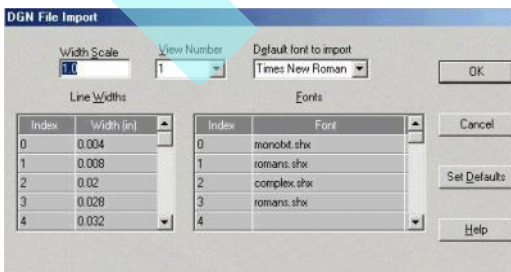 DGN File Import
Width Scale View Number Default font to import
1.0 1 Times New Roman OK
Line Widths Fonts
Index Width (in) Index Font Cancel
0 0.004 0 monotxt.shx
1 0.008 1 romans.shx
2 0.02 2 complex.shx Set Defaults
3 0.028 3 romans.shx
4 0.032 4 Help